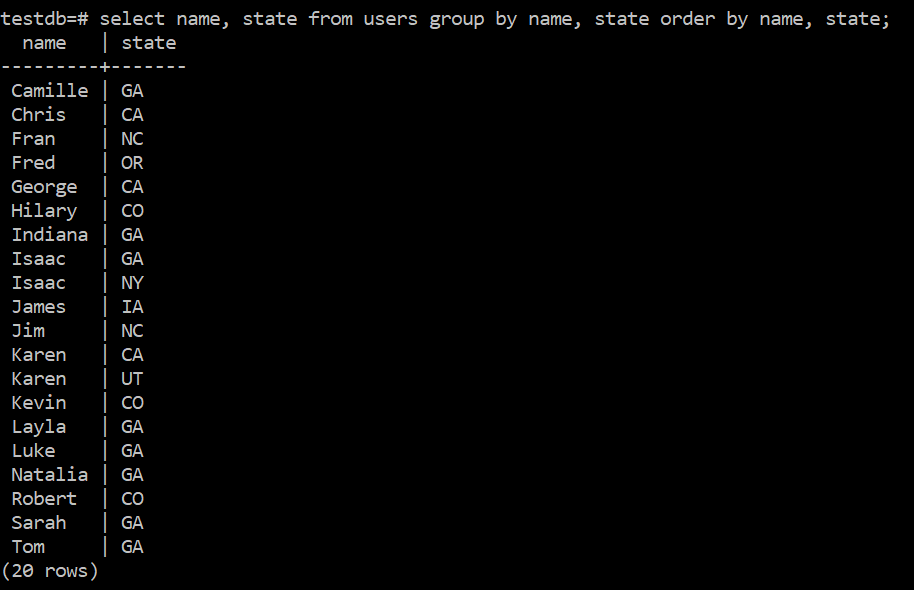 testdb=# select name, state from users group by name, state order by name, state;
  name   | state
---------+-------
 Camille | GA
 Chris   | CA
 Fran    | NC
 Fred    | OR
 George  | CA
 Hilary  | CO
 Indiana | GA
 Isaac   | GA
 Isaac   | NY
 James   | IA
 Jim     | NC
 Karen   | CA
 Karen   | UT
 Kevin   | CO
 Layla   | GA
 Luke    | GA
 Natalia | GA
 Robert  | CO
 Sarah   | GA
 Tom     | GA
(20 rows)